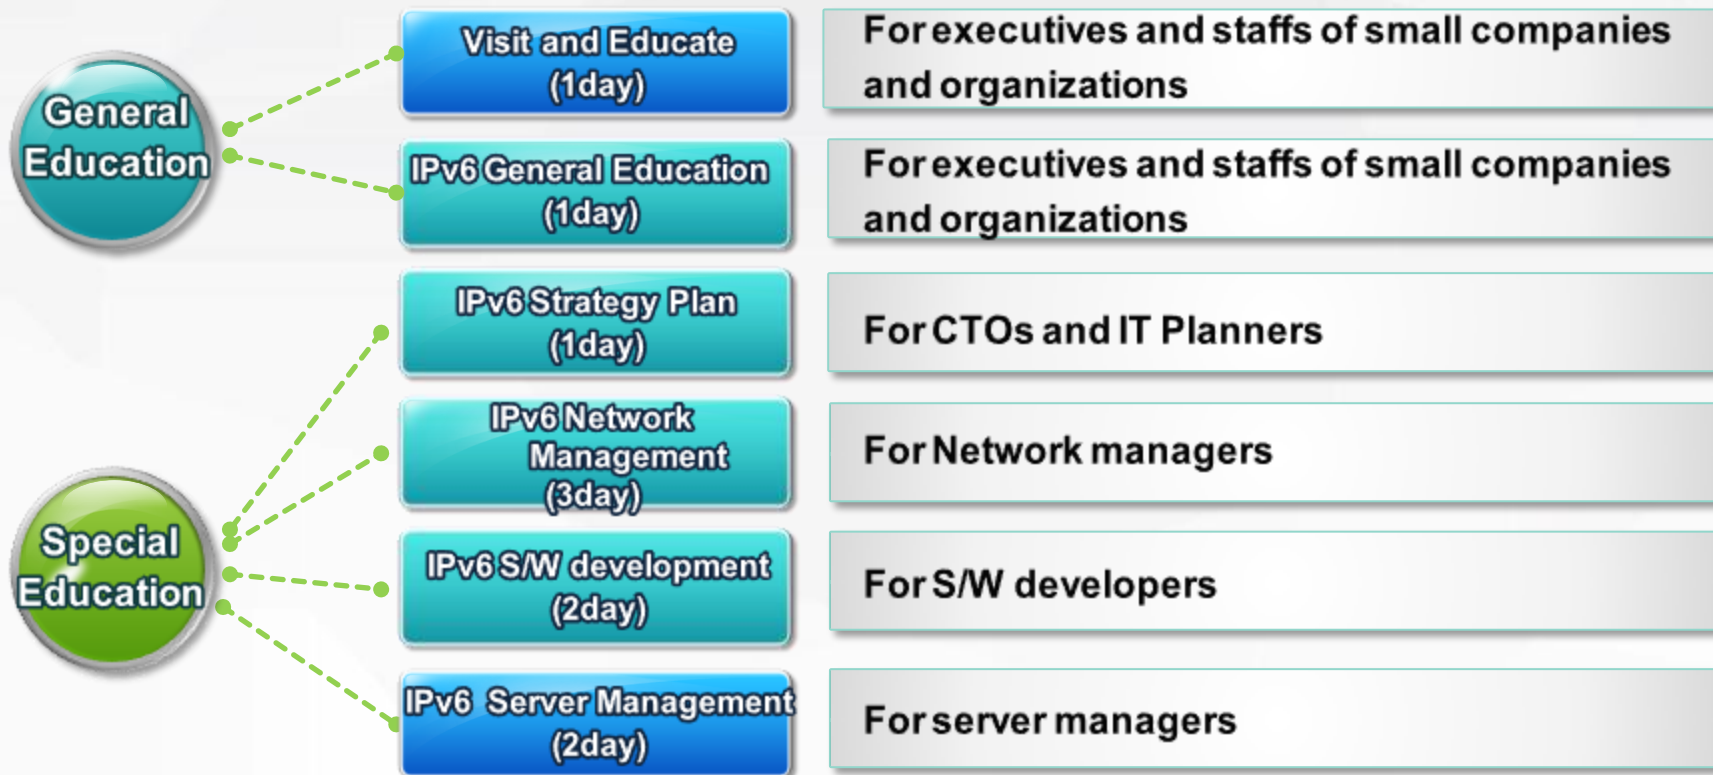 General
Education
Visit and Educate
(1day)
For executives and staffs of small companies
and organizations
IPv6 General Education
(1day)
For executives and staffs of small companies
and organizations
Special
Education
IPv6 Strategy Plan
(1day)
For CTOs and IT Planners
IPv6 Network
Management
(3day)
For Network managers
IPv6 S/W development
(2day)
For S/W developers
IPv6 Server Management
(2day)
For server managers